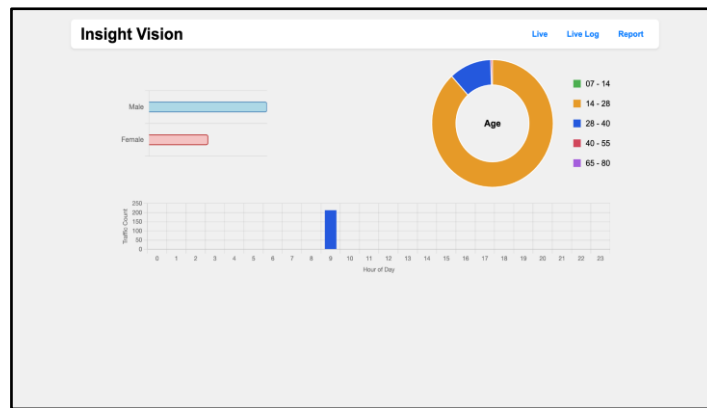 Insight Vision
Live Live Log Report
Male
Female
Age
07 - 14
14 - 28
28 - 40
40 - 55
65 - 80
Traffic Count
250
200
150
100
50
0
0 1 2 3 4 5 6 7 8 9 10 11 12 13 14 15 16 17 18 19 20 21 22 23
Hour of Day